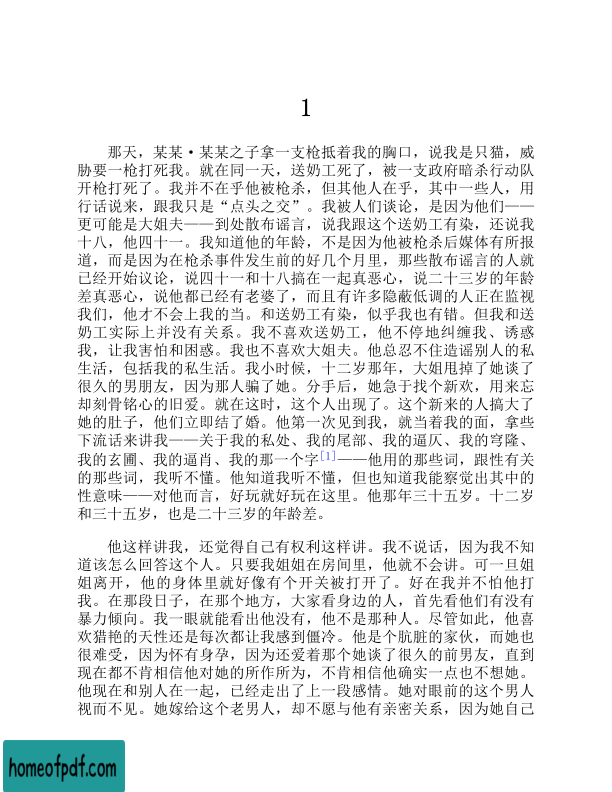 1
那天，某某·某某之子拿一支枪抵着我的胸口，说我是只猫，威
胁要一枪打死我。就在同一天，送奶工死了，被一支政府暗杀行动队
开枪打死了。我并不在乎他被枪杀，但其他人在乎，其中一些人，用
行话说来，跟我只是“点头之交”。我被人们谈论，是因为他们——
更可能是大姐夫——到处散布谣言，说我跟这个送奶工有染，还说我
十八，他四十一。我知道他的年龄，不是因为他被枪杀后媒体有所报
道，而是因为在枪杀事件发生前的好几个月里，那些散布谣言的人就
已经开始议论，说四十一和十八搞在一起真恶心，说二十三岁的年龄
差真恶心，说他都已经有老婆了，而且有许多隐蔽低调的人正在监视
我们，他才不会上我的当。和送奶工有染，似乎我也有错。但我和送
奶工实际上并没有关系。我不喜欢送奶工，他不停地纠缠我、诱惑
我，让我害怕和困惑。我也不喜欢大姐夫。他总忍不住造谣别人的私
生活，包括我的私生活。我小时候，十二岁那年，大姐甩掉了她谈了
很久的男朋友，因为那人骗了她。分手后，她急于找个新欢，用来忘
却刻骨铭心的旧爱。就在这时，这个人出现了。这个新来的人搞大了
她的肚子，他们立即结了婚。他第一次见到我，就当着我的面，拿些
下流话来讲我——关于我的私处、我的尾部、我的逼仄、我的穹隆、
我的玄圃、我的逼肖、我的那一个字[1]——他用的那些词，跟性有关
的那些词，我听不懂。他知道我听不懂，但也知道我能察觉出其中的
性意味——对他而言，好玩就好玩在这里。他那年三十五岁。十二岁
和三十五岁，也是二十三岁的年龄差。
他这样讲我，还觉得自己有权利这样讲。我不说话，因为我不知
道该怎么回答这个人。只要我姐姐在房间里，他就不会讲。可一旦姐
姐离开，他的身体里就好像有个开关被打开了。好在我并不怕他打
我。在那段日子，在那个地方，大家看身边的人，首先看他们有没有
暴力倾向。我一眼就能看出他没有，他不是那种人。尽管如此，他喜
欢猎艳的天性还是每次都让我感到僵冷。他是个肮脏的家伙，而她也
很难受，因为怀有身孕，因为还爱着那个她谈了很久的前男友，直到
现在都不肯相信他对她的所作所为，不肯相信他确实一点也不想她。
他现在和别人在一起，已经走出了上一段感情。她对眼前的这个男人
视而不见。她嫁给这个老男人，却不愿与他有亲密关系，因为她自己
homeofpdf.com